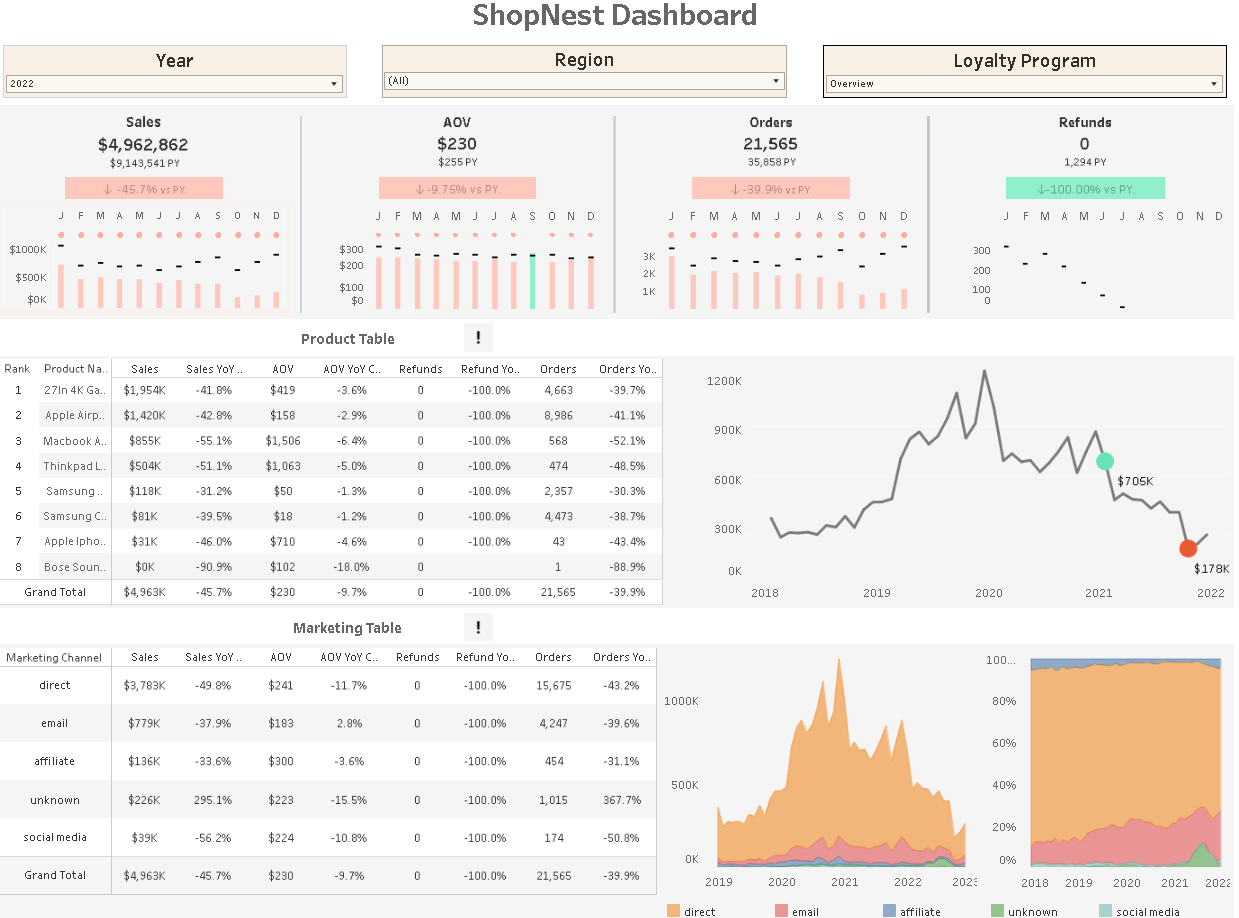 ShopNest Dashboard
Year
Region
Loyalty Program
2022
(All)
Overview
Sales
AOV
Orders
Refunds
$4,962,862
$230
21,565
0
$9,143,541 PY
$255 PY
35,858 PY
1,294 PY
↓ -45.7% vs PY.
↓ -9.75% vs PY.
↓ -39.9% vs PY.
↓-100.00% vs PY.
J F M A M J J A S O N D
J F M A M J J A S O N D
J F M A M J J A S O N D
J F M A M J J A S O N D
$1000K
$500K
$0K
$300
$200
$100
$0
3K
2K
1K
300
200
100
0
Product Table
!
Rank Product Na.. Sales Sales YoY .. AOV AOV YoY C.. Refunds Refund Yo.. Orders Orders Yo..
1 27In 4K Ga.. $1,954K -41.8% $419 -3.6% 0 -100.0% 4,663 -39.7%
2 Apple Airp.. $1,420K -42.8% $158 -2.9% 0 -100.0% 8,986 -41.1%
3 Macbook A.. $855K -55.1% $1,506 -6.4% 0 -100.0% 568 -52.1%
4 Thinkpad L.. $504K -51.1% $1,063 -5.0% 0 -100.0% 474 -48.5%
5 Samsung .. $118K -31.2% $50 -1.3% 0 -100.0% 2,357 -30.3%
6 Samsung C.. $81K -39.5% $18 -1.2% 0 -100.0% 4,473 -38.7%
7 Apple Ipho.. $31K -46.0% $710 -4.6% 0 -100.0% 43 -43.4%
8 Bose Soun.. $0K -90.9% $102 -18.0% 0 1 -88.9%
Grand Total $4,963K -45.7% $230 -9.7% 0 -100.0% 21,565 -39.9%
1200K
900K
600K
300K
0K
$705K
$178K
2018 2019 2020 2021 2022
Marketing Table
!
Marketing Channel Sales Sales YoY .. AOV AOV YoY C.. Refunds Refund Yo.. Orders Orders Yo..
direct $3,783K -49.8% $241 -11.7% 0 -100.0% 15,675 -43.2%
email $779K -37.9% $183 2.8% 0 -100.0% 4,247 -39.6%
affiliate $136K -33.6% $300 -3.6% 0 -100.0% 454 -31.1%
unknown $226K 295.1% $223 -15.5% 0 -100.0% 1,015 367.7%
social media $39K -56.2% $224 -10.8% 0 -100.0% 174 -50.8%
Grand Total $4,963K -45.7% $230 -9.7% 0 -100.0% 21,565 -39.9%
1000K
500K
0K
2019 2020 2021 2022 2023
100...
80%
60%
40%
20%
0%
2018 2019 2020 2021 2022
direct email affiliate unknown social media